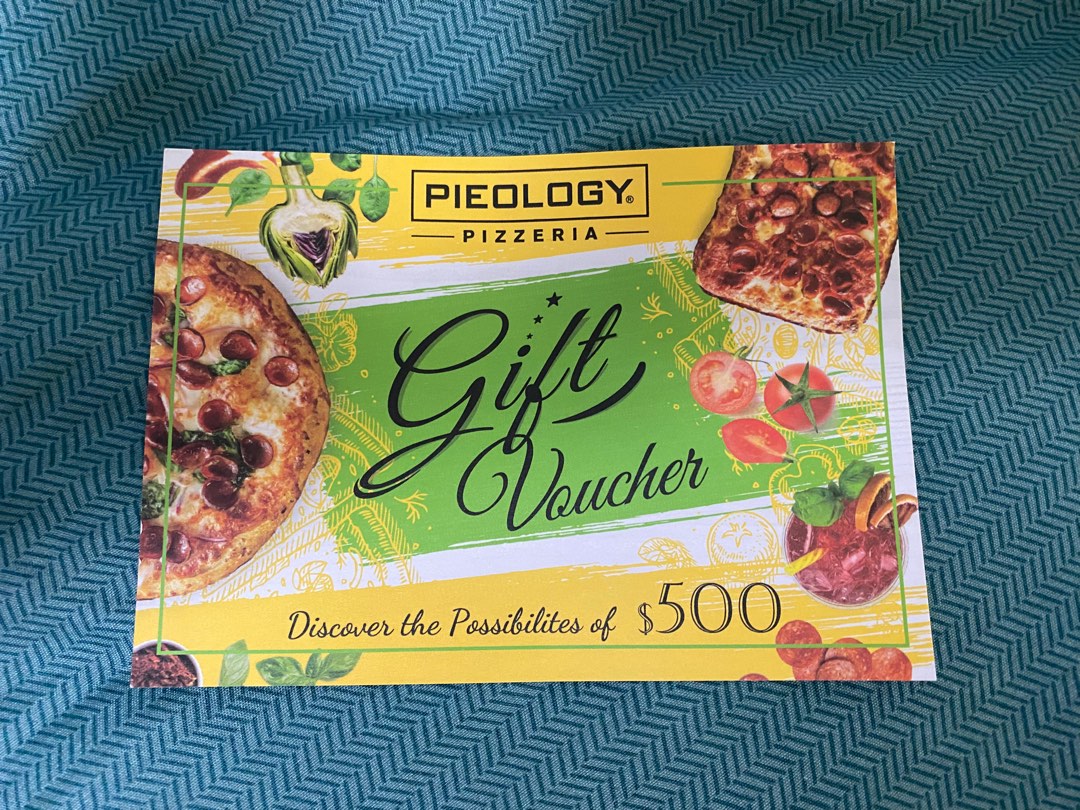 PIEOLOGY®
PIZZERIA
Gift
Voucher
Discover the Possibilites of $500